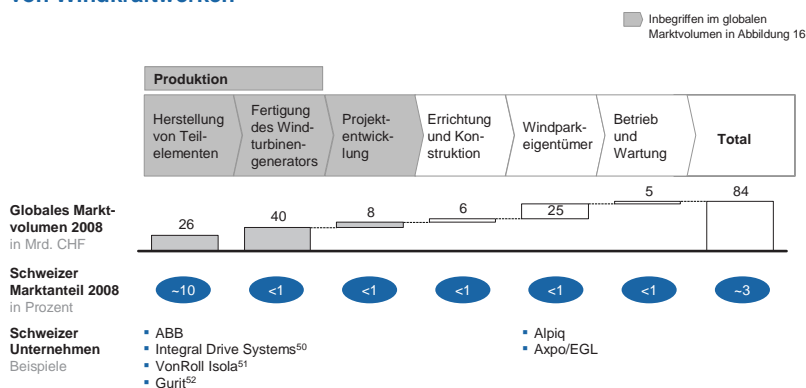 Inbegriffen im globalen
Marktvolumen in Abbildung 16
Produktion
Herstellung
von Teil-
elementen
Fertigung
des Wind-
turbinen-
generators
Projekt-
entwick-
lung
Errichtung
und Kon-
struktion
Windpark-
eigentümer
Betrieb
und
Wartung
Total
Globales Markt-
volumen 2008
in Mrd. CHF
26
40
8
6
25
5
84
Schweizer
Marktanteil 2008
in Prozent
~10
<1
<1
<1
<1
<1
~3
Schweizer
Unternehmen
Beispiele
▪ ABB
▪ Integral Drive Systems⁵⁰
▪ VonRoll Isola⁵¹
▪ Gurit⁵²
▪ Alpiq
▪ Axpo/EGL